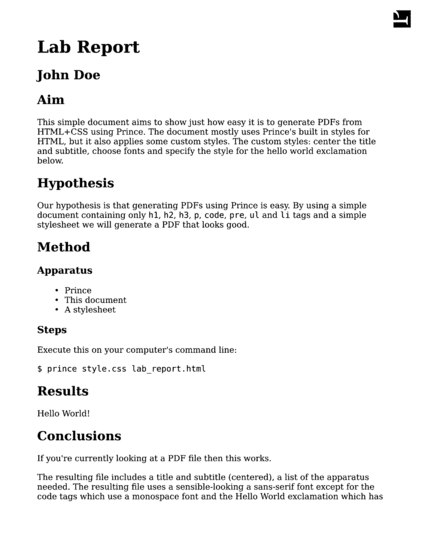 Lab Report
John Doe
Aim
This simple document aims to show just how easy it is to generate PDFs from
HTML+CSS using Prince. The document mostly uses Prince's built in styles for
HTML, but it also applies some custom styles. The custom styles: center the title
and subtitle, choose fonts and specify the style for the hello world exclamation
below.
Hypothesis
Our hypothesis is that generating PDFs using Prince is easy. By using a simple
document containing only h1, h2, h3, p, code, pre, ul and li tags and a simple
stylesheet we will generate a PDF that looks good.
Method
Apparatus
• Prince
• This document
• A stylesheet
Steps
Execute this on your computer's command line:
$ prince style.css lab_report.html
Results
Hello World!
Conclusions
If you're currently looking at a PDF file then this works.
The resulting file includes a title and subtitle (centered), a list of the apparatus
needed. The resulting file uses a sensible-looking a sans-serif font except for the
code tags which use a monospace font and the Hello World exclamation which has